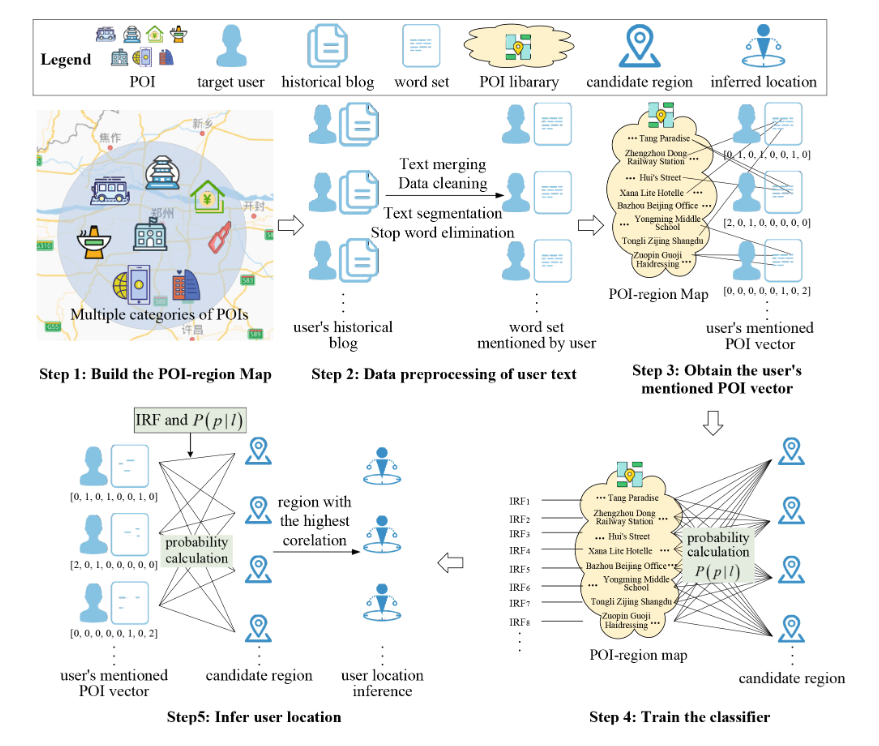 Legend
POI
target user
historical blog
word set
POI libarary
candidate region
inferred location
新乡
焦作
郑州
开封
S310
S83
G55
S89
许昌
Multiple categories of POIs
Step 1: Build the POI-region Map
Text merging
Data cleaning
Text segmentation
Stop word elimination
user's historical
blog
word set
mentioned by user
Step 2: Data preprocessing of user text
••• Tang Paradise
Zhengzhou Dong
Railway Station •••
••• Hui's Street
Xana Lite Hotelle •••
Bazhou Beijing Office•••
••• Yongming Middle
School
Tongli Zijing Shangdu
Zuopin Guoji
Haidressing •••
POI-region Map
[0, 1, 0, 1, 0, 0, 1, 0]
[2, 0, 1, 0, 0, 0, 0, 0]
[0, 0, 0, 0, 0, 1, 0, 2]
user's mentioned
POI vector
Step 3: Obtain the user's
mentioned POI vector
IRF and P(p|l)
[0, 1, 0, 1, 0, 0, 1, 0]
[2, 0, 1, 0, 0, 0, 0, 0]
[0, 0, 0, 0, 0, 1, 0, 2]
probability
calculation
region with
the highest
corelation
user's mentioned
POI vector
candidate region
user location
inference
Step5: Infer user location
IRF1
IRF2
IRF3
IRF4
IRF5
IRF6
IRF7
IRF8
••• Tang Paradise
Zhengzhou Dong
Railway Station •••
••• Hui's Street
Xana Lite Hotelle •••
Bazhou Beijing Office•••
••• Yongming Middle
School
Tongli Zijing Shangdu
Zuopin Guoji
Haidressing •••
POI-region map
probability
calculation
P(p|l)
candidate region
Step 4: Train the classifier